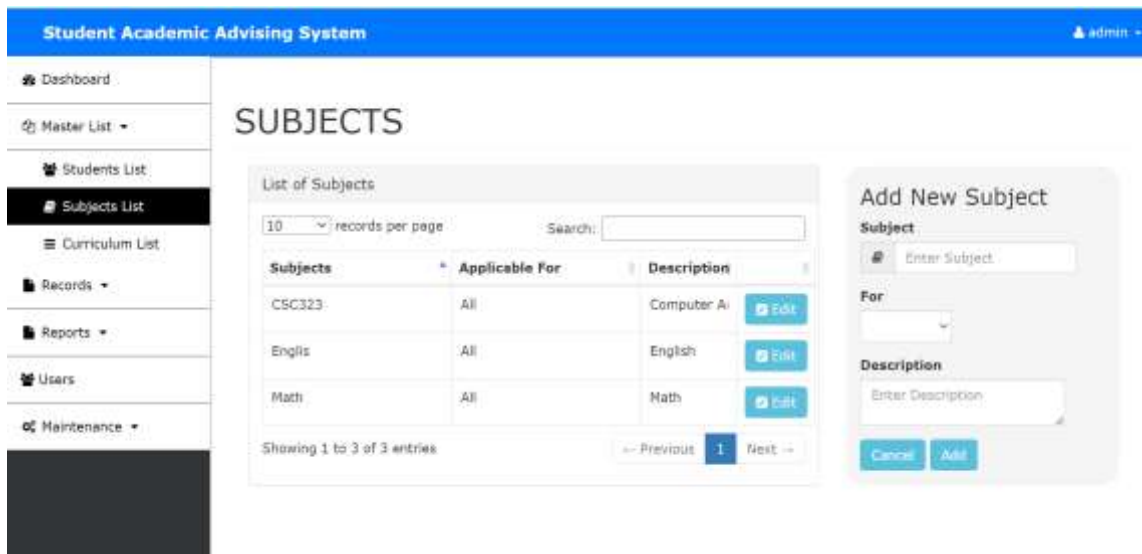 Student Academic Advising System
admin
Dashboard
Master List
Students List
Subjects List
Curriculum List
Records
Reports
Users
Maintenance
SUBJECTS
List of Subjects
10 records per page Search:
Subjects Applicable For Description
CSC323 All Computer A Edit
Englis All English Edit
Math All Math Edit
Showing 1 to 3 of 3 entries ← Previous 1 Next →
Add New Subject
Subject
Enter Subject
For
Description
Enter Description
Cancel Add